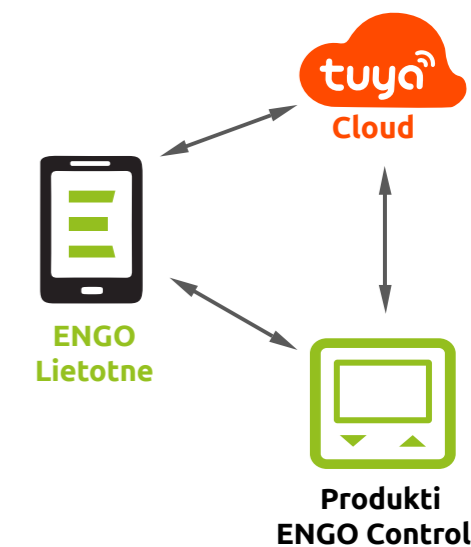 tuya
Cloud
ENGO
Lietotne
Produkti
ENGO Control